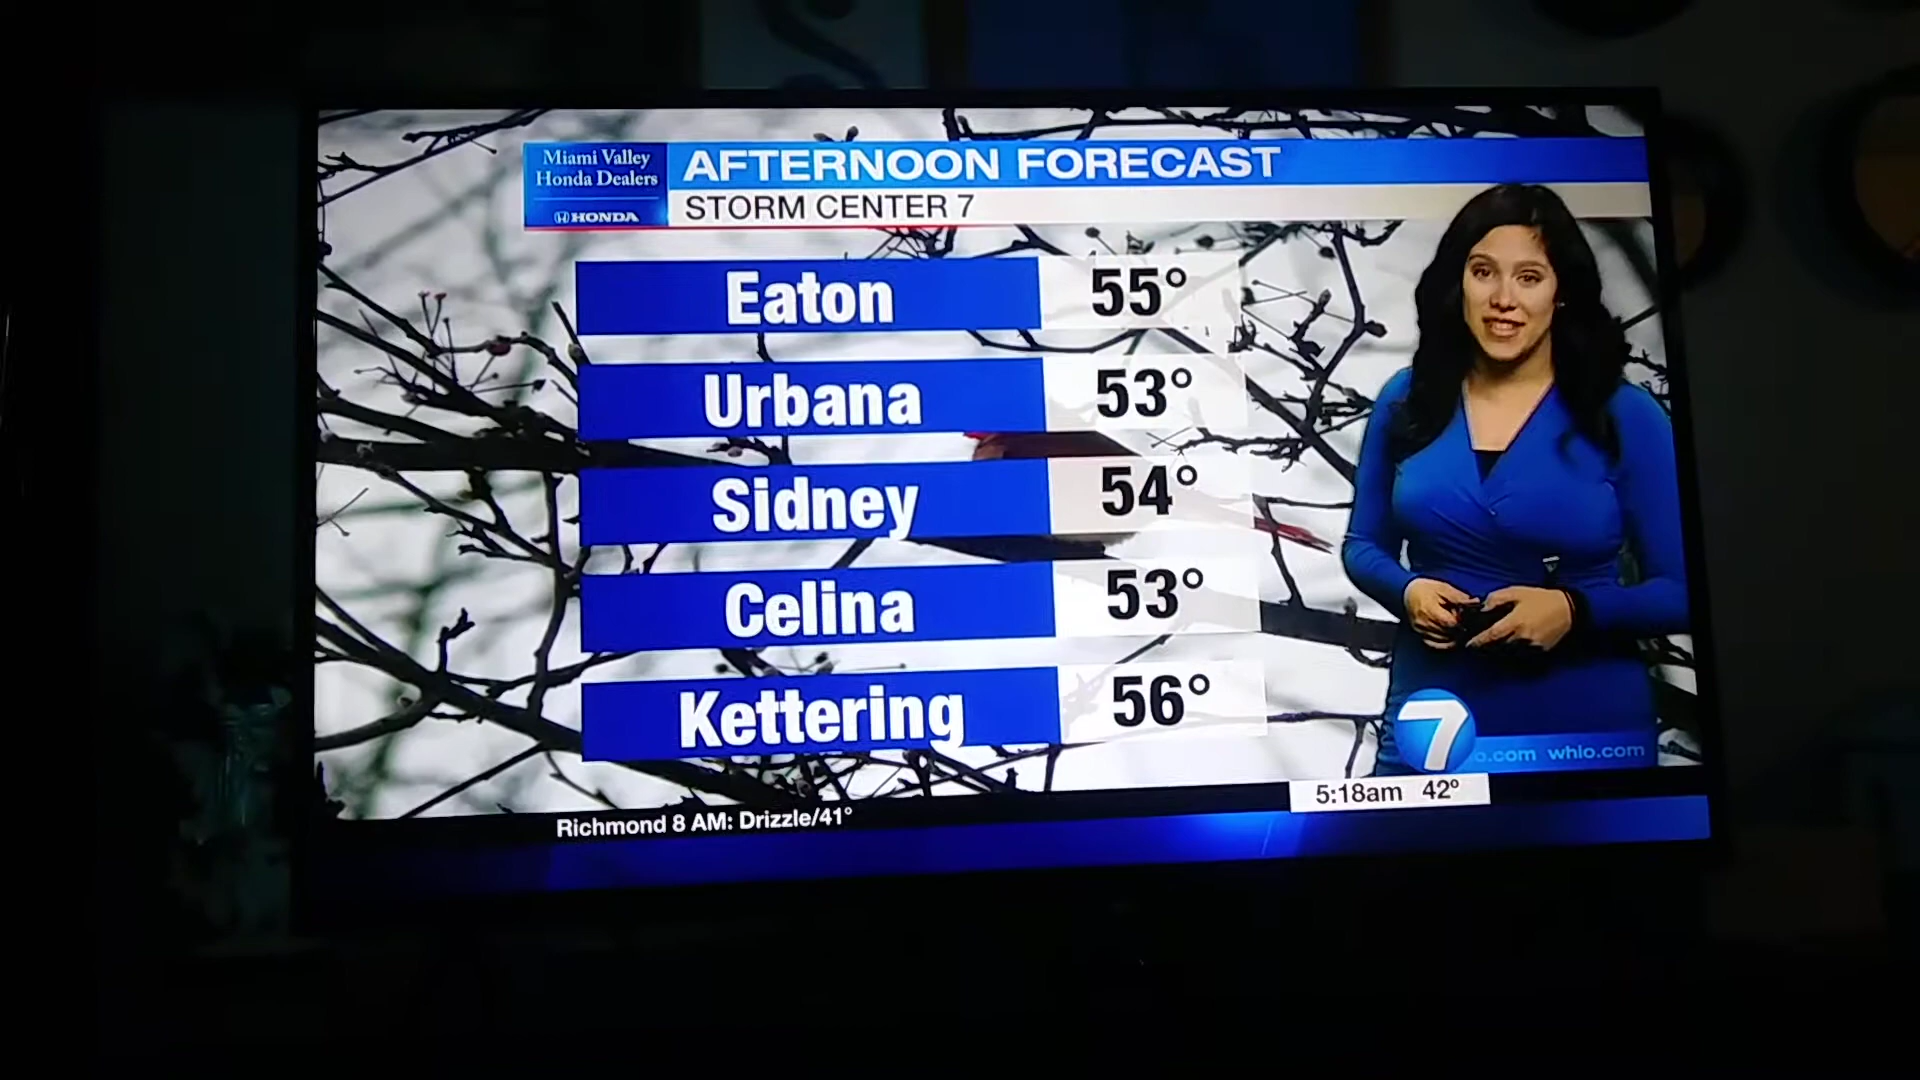 Miami Valley
Honda Dealers
HONDA
AFTERNOON FORECAST
STORM CENTER 7
Eaton 55°
Urbana 53°
Sidney 54°
Celina 53°
Kettering 56°
7
o.com whio.com
5:18am 42°
Richmond 8 AM: Drizzle/41°